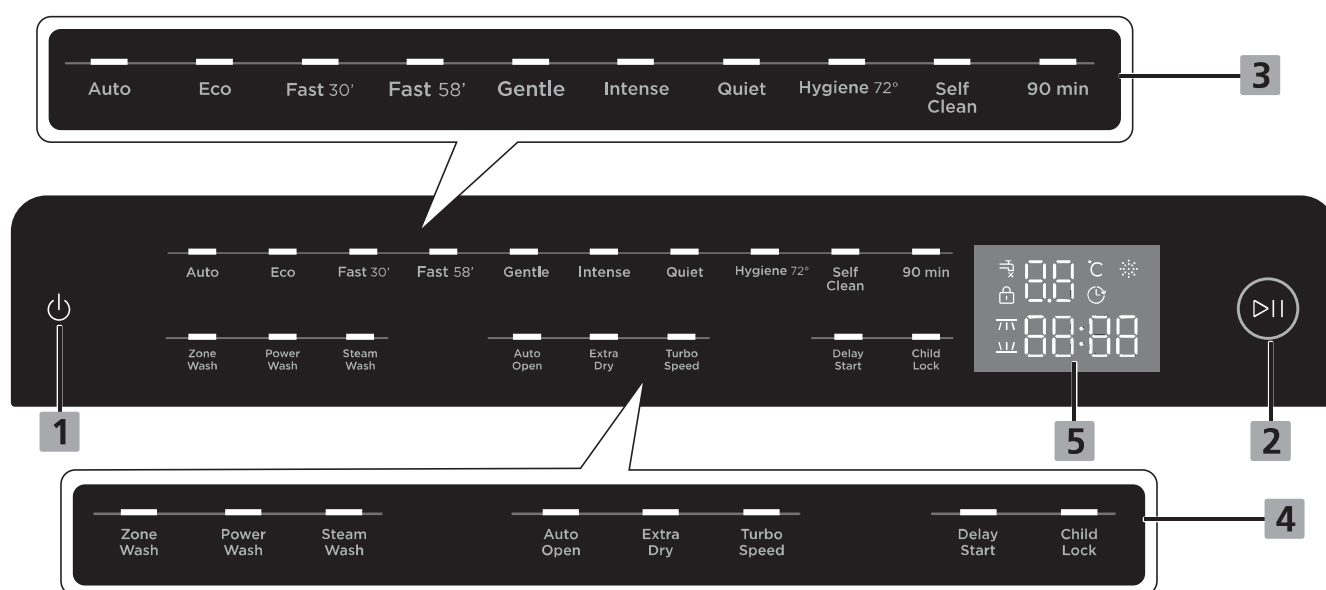 Auto Eco Fast 30' Fast 58' Gentle Intense Quiet Hygiene 72° Self Clean 90 min
3
Auto Eco Fast 30' Fast 58' Gentle Intense Quiet Hygiene 72° Self Clean 90 min
8.8 °C
88:88
Zone Wash Power Wash Steam Wash Auto Open Extra Dry Turbo Speed Delay Start Child Lock
1
5
2
Zone Wash Power Wash Steam Wash Auto Open Extra Dry Turbo Speed Delay Start Child Lock
4